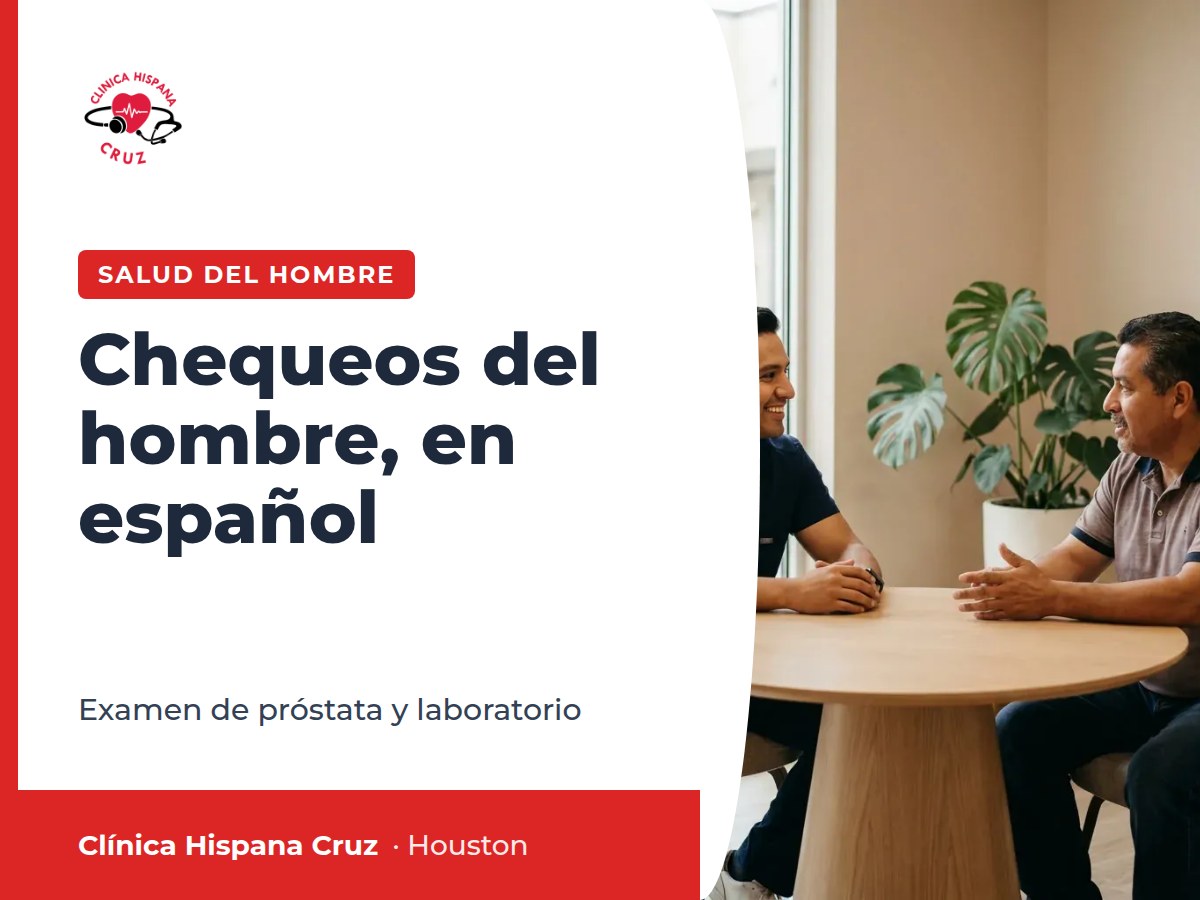 CLINICA HISPANA
CRUZ
SALUD DEL HOMBRE
Chequeos del
hombre, en
español
Examen de próstata y laboratorio
Clínica Hispana Cruz · Houston